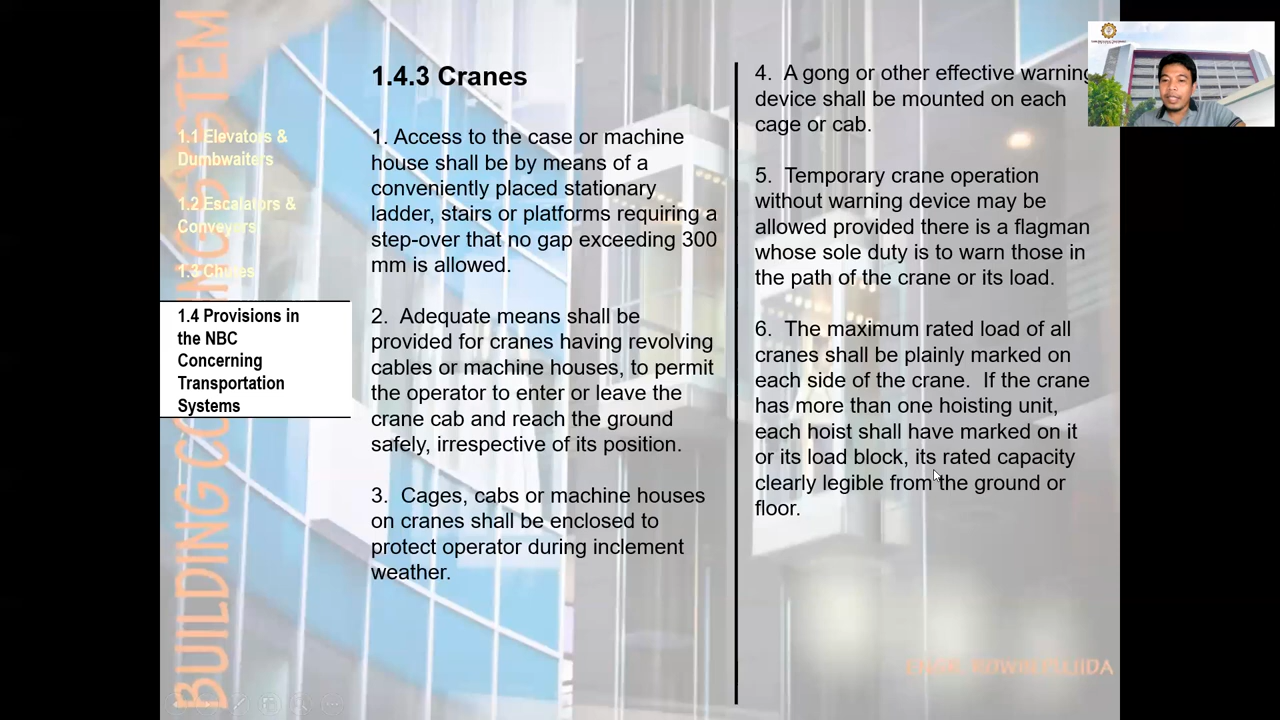 BUILDING CONVEYING SYSTEM
1.1 Elevators &
Dumbwaiters
1.2 Escalators &
Conveyors
1.3 Chutes
1.4 Provisions in
the NBC
Concerning
Transportation
Systems
1.4.3 Cranes
1. Access to the case or machine
house shall be by means of a
conveniently placed stationary
ladder, stairs or platforms requiring a
step-over that no gap exceeding 300
mm is allowed.
2. Adequate means shall be
provided for cranes having revolving
cables or machine houses, to permit
the operator to enter or leave the
crane cab and reach the ground
safely, irrespective of its position.
3. Cages, cabs or machine houses
on cranes shall be enclosed to
protect operator during inclement
weather.
4. A gong or other effective warning
device shall be mounted on each
cage or cab.
5. Temporary crane operation
without warning device may be
allowed provided there is a flagman
whose sole duty is to warn those in
the path of the crane or its load.
6. The maximum rated load of all
cranes shall be plainly marked on
each side of the crane. If the crane
has more than one hoisting unit,
each hoist shall have marked on it
or its load block, its rated capacity
clearly legible from the ground or
floor.